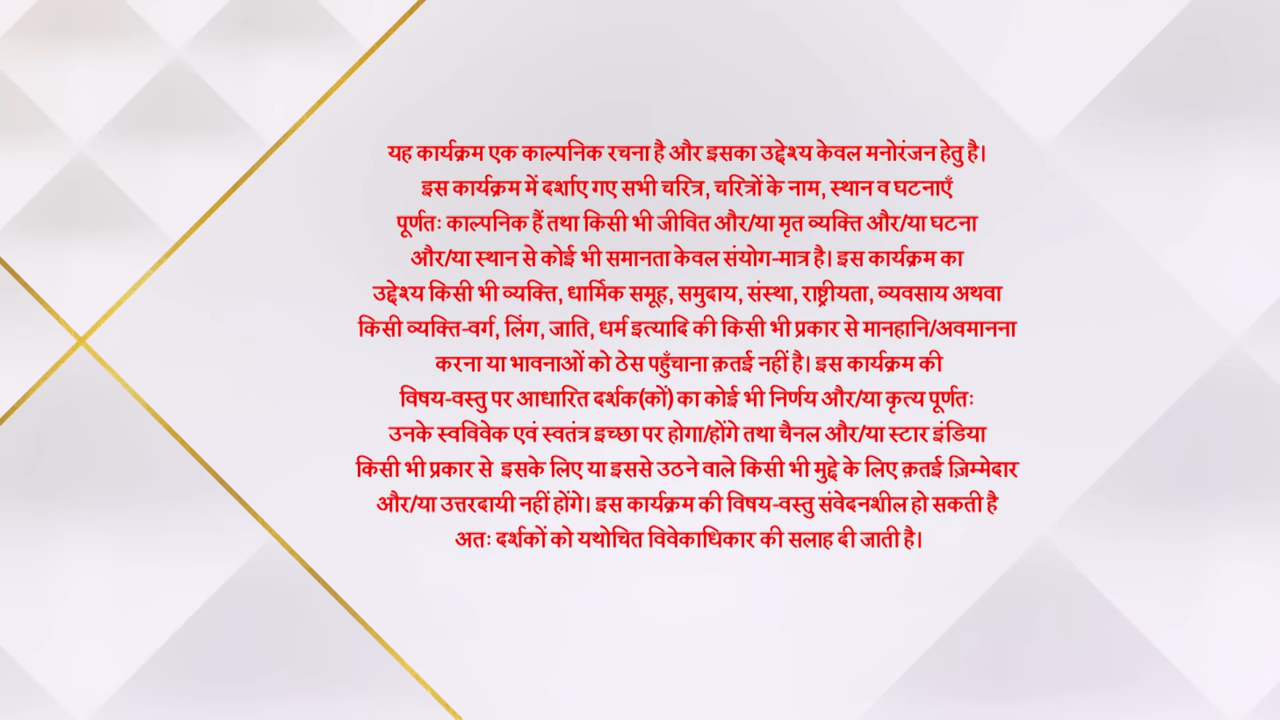 यह कार्यक्रम एक काल्पनिक रचना है और इसका उद्देश्य केवल मनोरंजन हेतु है।
इस कार्यक्रम में दर्शाए गए सभी चरित्र, चरित्रों के नाम, स्थान व घटनाएँ
पूर्णतः काल्पनिक हैं तथा किसी भी जीवित और/या मृत व्यक्ति और/या घटना
और/या स्थान से कोई भी समानता केवल संयोग-मात्र है। इस कार्यक्रम का
उद्देश्य किसी भी व्यक्ति, धार्मिक समूह, समुदाय, संस्था, राष्ट्रीयता, व्यवसाय अथवा
किसी व्यक्ति-वर्ग, लिंग, जाति, धर्म इत्यादि की किसी भी प्रकार से मानहानि/अवमानना
करना या भावनाओं को ठेस पहुँचाना क़तई नहीं है। इस कार्यक्रम की
विषय-वस्तु पर आधारित दर्शक(कों) का कोई भी निर्णय और/या कृत्य पूर्णतः
उनके स्वविवेक एवं स्वतंत्र इच्छा पर होगा/होंगे तथा चैनल और/या स्टार इंडिया
किसी भी प्रकार से इसके लिए या इससे उठने वाले किसी भी मुद्दे के लिए क़तई ज़िम्मेदार
और/या उत्तरदायी नहीं होंगे। इस कार्यक्रम की विषय-वस्तु संवेदनशील हो सकती है
अतः दर्शकों को यथोचित विवेकाधिकार की सलाह दी जाती है।